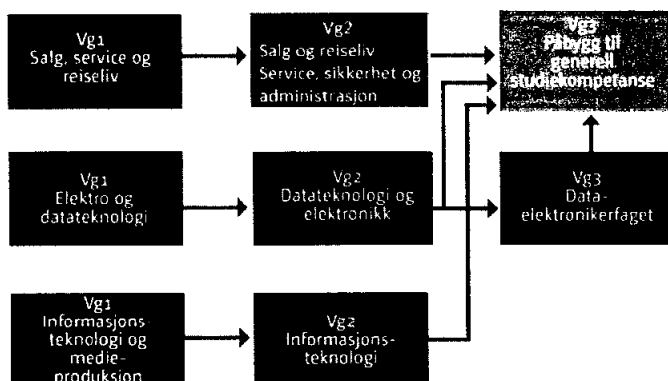 Vg1
Salg, service og
reiseliv
Vg2
Salg og reiseliv
Service, sikkerhet og
administrasjon
Vg3
Påbygg til
generell
studiekompetanse
Vg1
Elektro og
datateknologi
Vg2
Datateknologi og
elektronikk
Vg3
Data-
elektronikerfaget
Vg1
Informasjons-
teknologi og
medie-
produksjon
Vg2
Informasjons-
teknologi